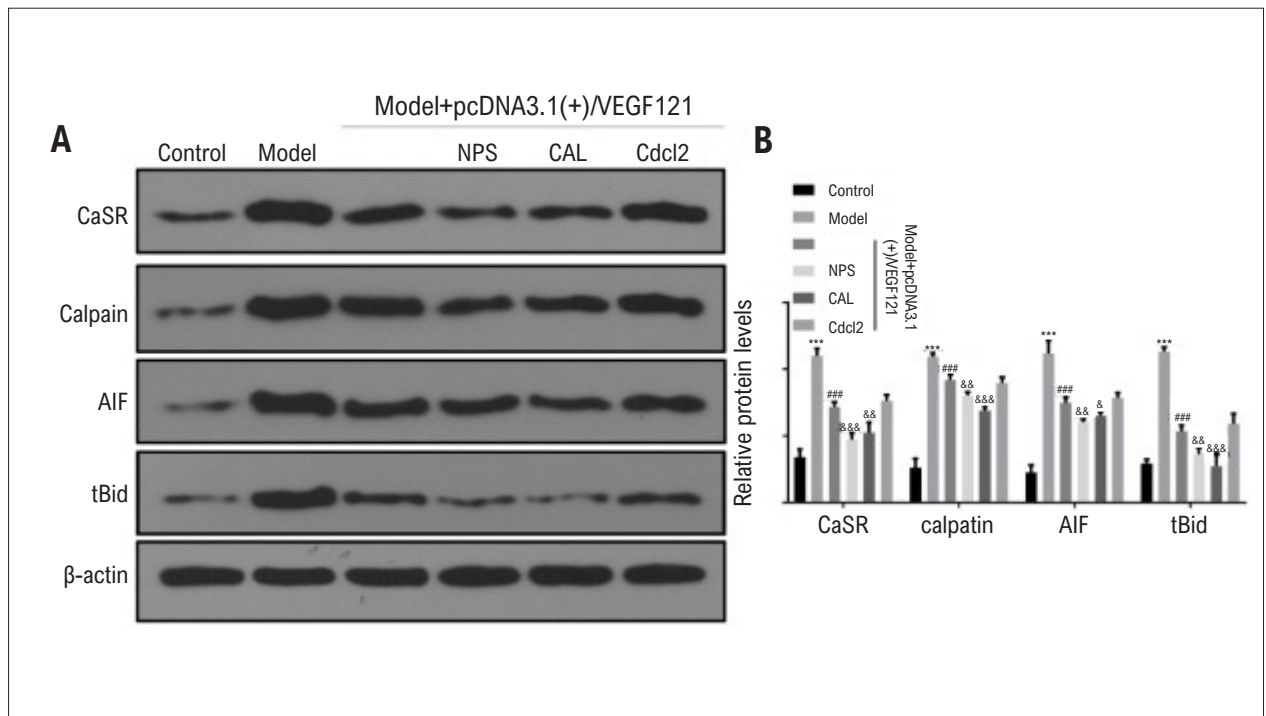 Model+pcDNA3.1(+)/VEGF121
A
Control Model NPS CAL Cdcl2
CaSR
Calpain
AIF
tBid
β-actin
B
Control
Model
NPS
CAL
Cdcl2
Model+pcDNA3.1
(+)/VEGF121
Relative protein levels
*** ### &&& &&
*** ### && &&&
*** ### && &
*** ### && &&&
CaSR calpatin AIF tBid